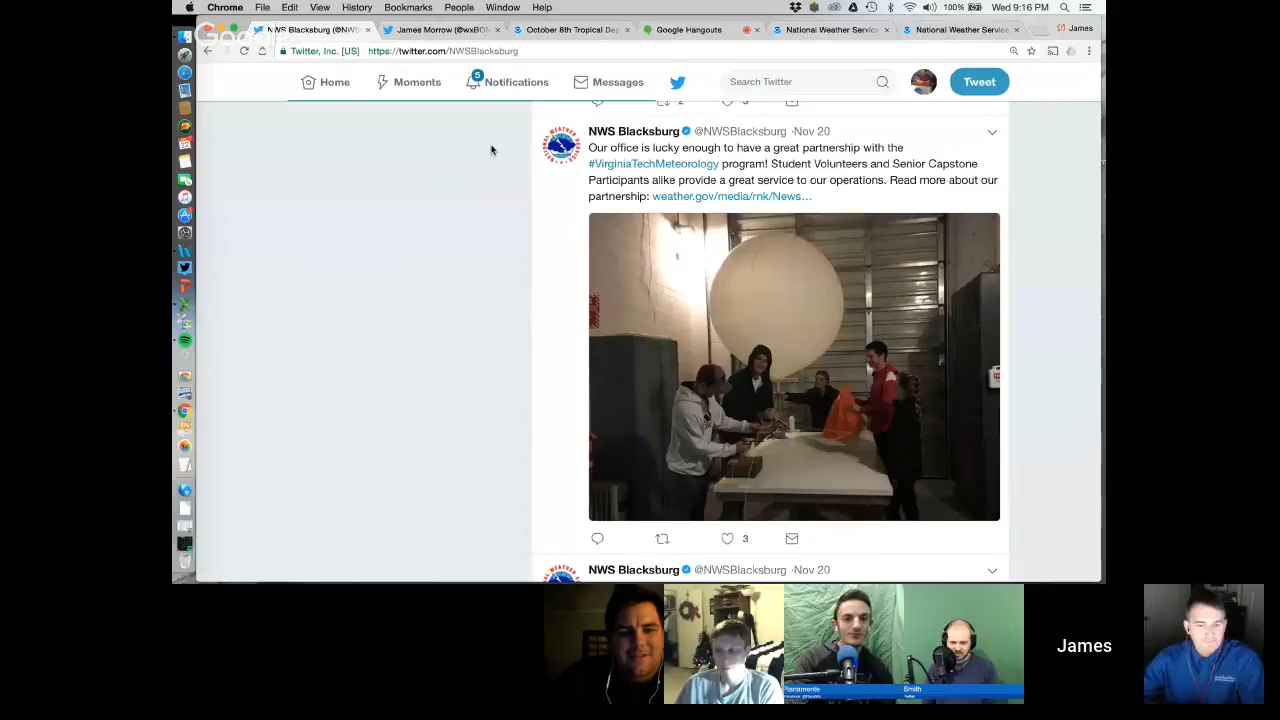 Chrome File Edit View History Bookmarks People Window Help
100% Wed 9:16 PM
NWS Blacksburg (@NWS
James Morrow (@wxBO
October 8th Tropical Dep
Google Hangouts
National Weather Service
National Weather Service
James
Twitter, Inc. [US] https://twitter.com/NWSBlacksburg
Home Moments 5 Notifications Messages Search Twitter Tweet
2 3
NWS Blacksburg @NWSBlacksburg · Nov 20
Our office is lucky enough to have a great partnership with the
#VirginiaTechMeteorology program! Student Volunteers and Senior Capstone
Participants alike provide a great service to our operations. Read more about our
partnership: weather.gov/media/rnk/News…
3
NWS Blacksburg @NWSBlacksburg · Nov 20
James
Planamente
Smith